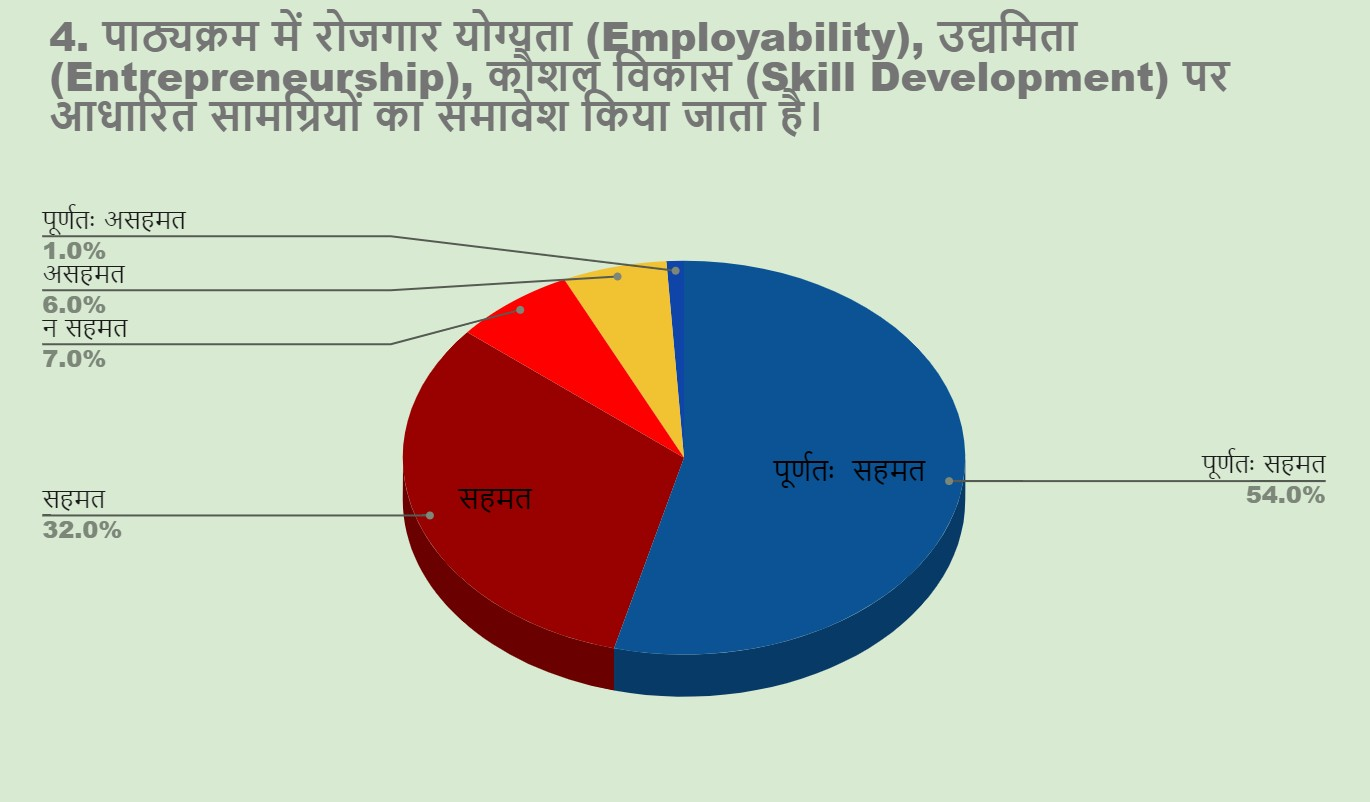 4. पाठ्यक्रम में रोजगार योग्यता (Employability), उद्यमिता
(Entrepreneurship), कौशल विकास (Skill Development) पर
आधारित सामग्रियों का समावेश किया जाता है।
पूर्णतः असहमत
1.0%
असहमत
6.0%
न सहमत
7.0%
सहमत
32.0%
सहमत
पूर्णतः सहमत
पूर्णतः सहमत
54.0%